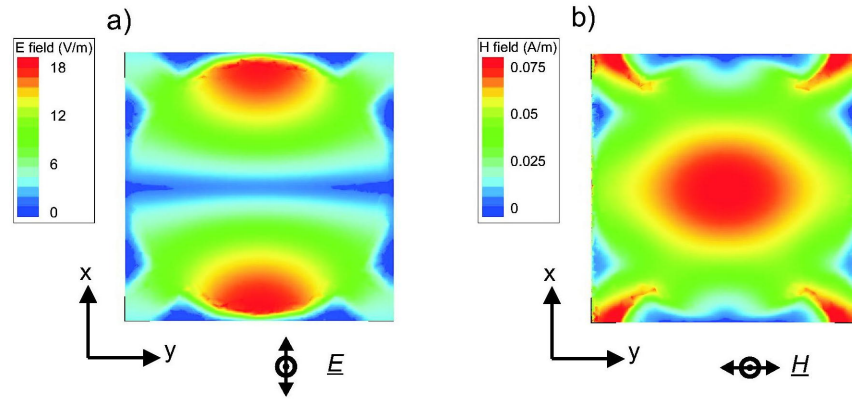 a)
E field (V/m)
18
12
6
0
x
y
E
b)
H field (A/m)
0.075
0.05
0.025
0
x
y
H